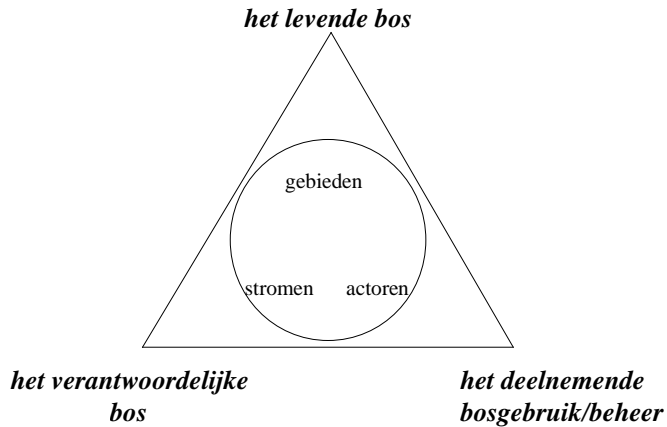 het levende bos
gebieden
stromen actoren
het verantwoordelijke
bos
het deelnemende
bosgebruik/beheer